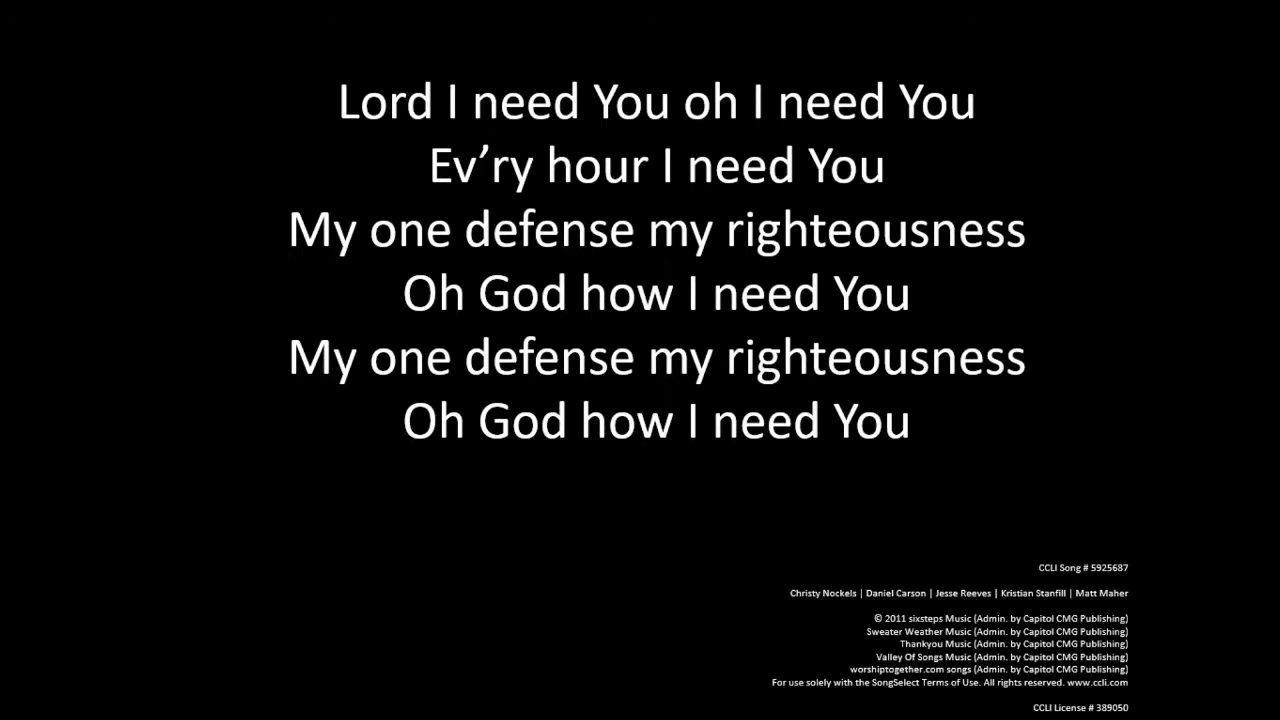 Lord I need You oh I need You
Ev’ry hour I need You
My one defense my righteousness
Oh God how I need You
My one defense my righteousness
Oh God how I need You
CCLI Song # 5925687
Christy Nockels | Daniel Carson | Jesse Reeves | Kristian Stanfill | Matt Maher
© 2011 sixsteps Music (Admin. by Capitol CMG Publishing)
Sweater Weather Music (Admin. by Capitol CMG Publishing)
Thankyou Music (Admin. by Capitol CMG Publishing)
Valley Of Songs Music (Admin. by Capitol CMG Publishing)
worshiptogether.com songs (Admin. by Capitol CMG Publishing)
For use solely with the SongSelect Terms of Use. All rights reserved. www.ccli.com
CCLI License # 389050